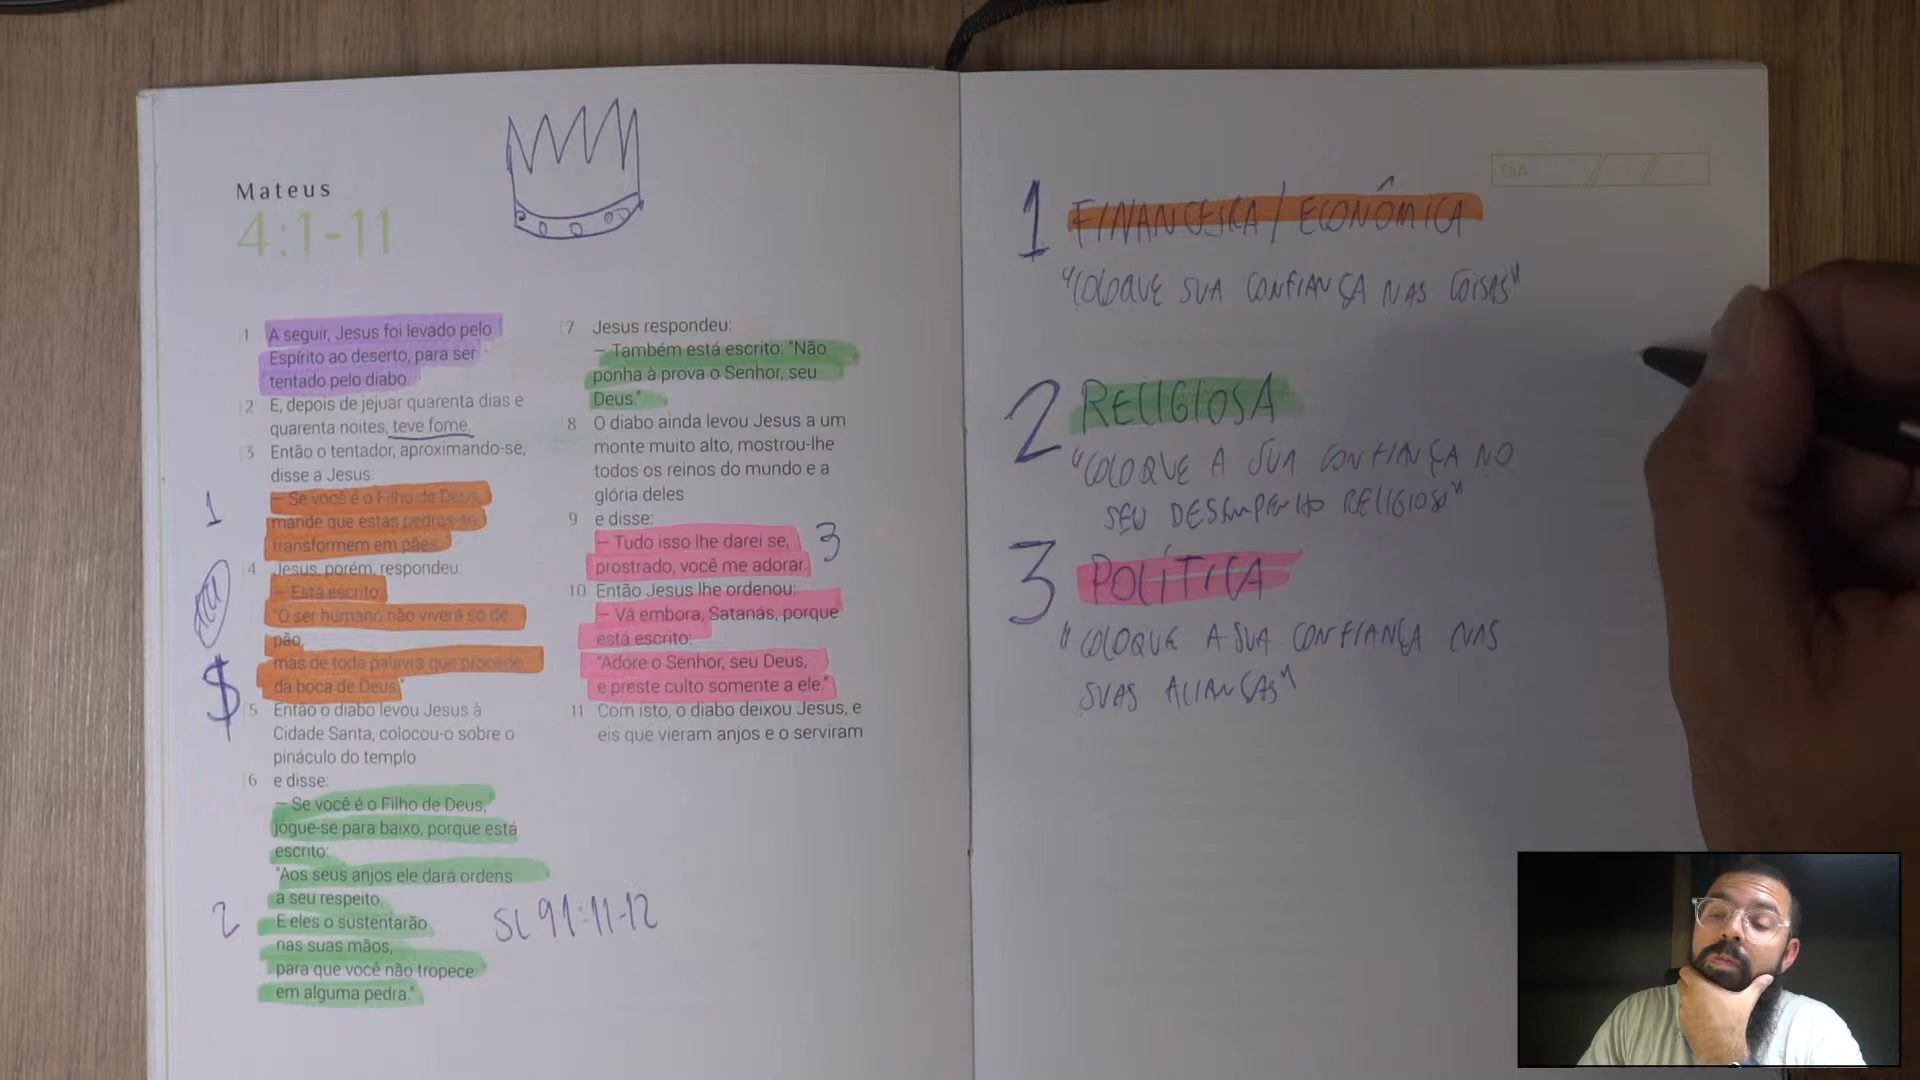 Mateus
4:1-11
1 A seguir, Jesus foi levado pelo
Espírito ao deserto, para ser
tentado pelo diabo.
2 E, depois de jejuar quarenta dias e
quarenta noites, teve fome.
3 Então o tentador, aproximando-se,
disse a Jesus:
1 – Se você é o Filho de Deus,
mande que estas pedras se
transformem em pães.
4 Jesus, porém, respondeu:
– Está escrito:
"O ser humano não viverá só de
pão,
mas de toda palavra que procede
da boca de Deus."
$
5 Então o diabo levou Jesus à
Cidade Santa, colocou-o sobre o
pináculo do templo
6 e disse:
– Se você é o Filho de Deus,
jogue-se para baixo, porque está
escrito:
"Aos seus anjos ele dará ordens
a seu respeito.
2 E eles o sustentarão
nas suas mãos,
para que você não tropece
em alguma pedra."
SL 91:11-12
7 Jesus respondeu:
– Também está escrito: "Não
ponha à prova o Senhor, seu
Deus."
8 O diabo ainda levou Jesus a um
monte muito alto, mostrou-lhe
todos os reinos do mundo e a
glória deles
9 e disse:
– Tudo isso lhe darei se, 3
prostrado, você me adorar.
10 Então Jesus lhe ordenou:
– Vá embora, Satanás, porque
está escrito:
"Adore o Senhor, seu Deus,
e preste culto somente a ele."
11 Com isto, o diabo deixou Jesus, e
eis que vieram anjos e o serviram
DIA
1 FINANCEIRA / ECONÔMICA
"COLOQUE SUA CONFIANÇA NAS COISAS"
2 RELIGIOSA
"COLOQUE A SUA CONFIANÇA NO
SEU DESEMPENHO RELIGIOSO"
3 POLÍTICA
"COLOQUE A SUA CONFIANÇA NAS
SUAS ALIANÇAS"